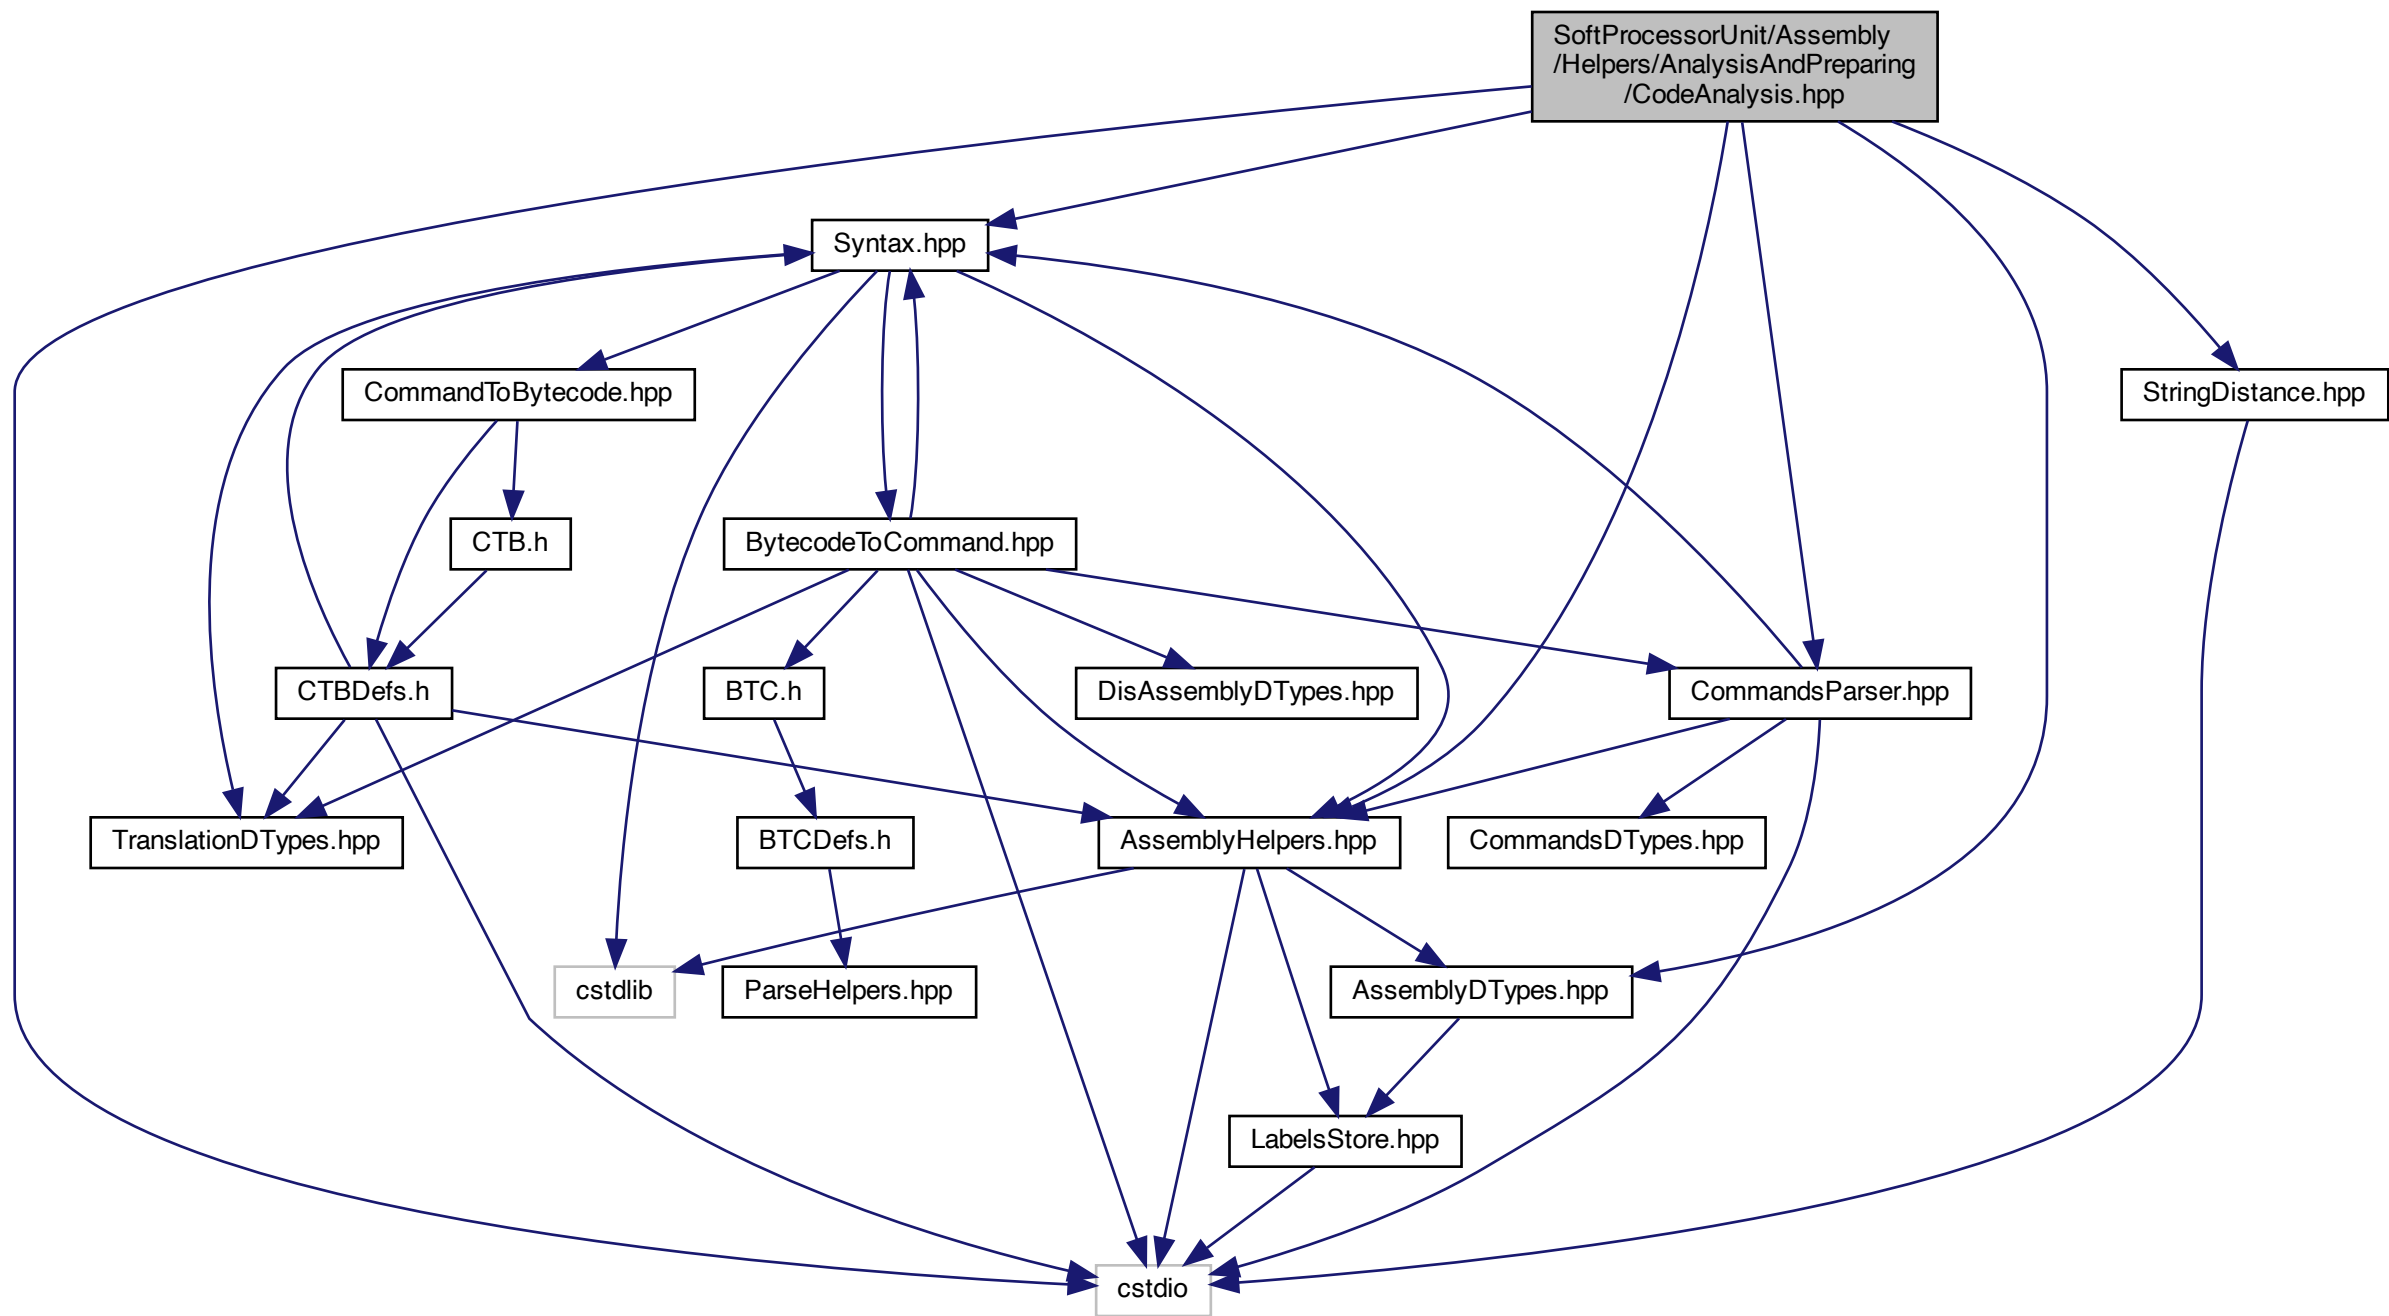 SoftProcessorUnit/Assembly
/Helpers/AnalysisAndPreparing
/CodeAnalysis.hpp
Syntax.hpp
CommandToBytecode.hpp
StringDistance.hpp
CTB.h
BytecodeToCommand.hpp
CTBDefs.h
BTC.h
DisAssemblyDTypes.hpp
CommandsParser.hpp
TranslationDTypes.hpp
BTCDefs.h
AssemblyHelpers.hpp
CommandsDTypes.hpp
cstdlib
ParseHelpers.hpp
AssemblyDTypes.hpp
LabelsStore.hpp
cstdio